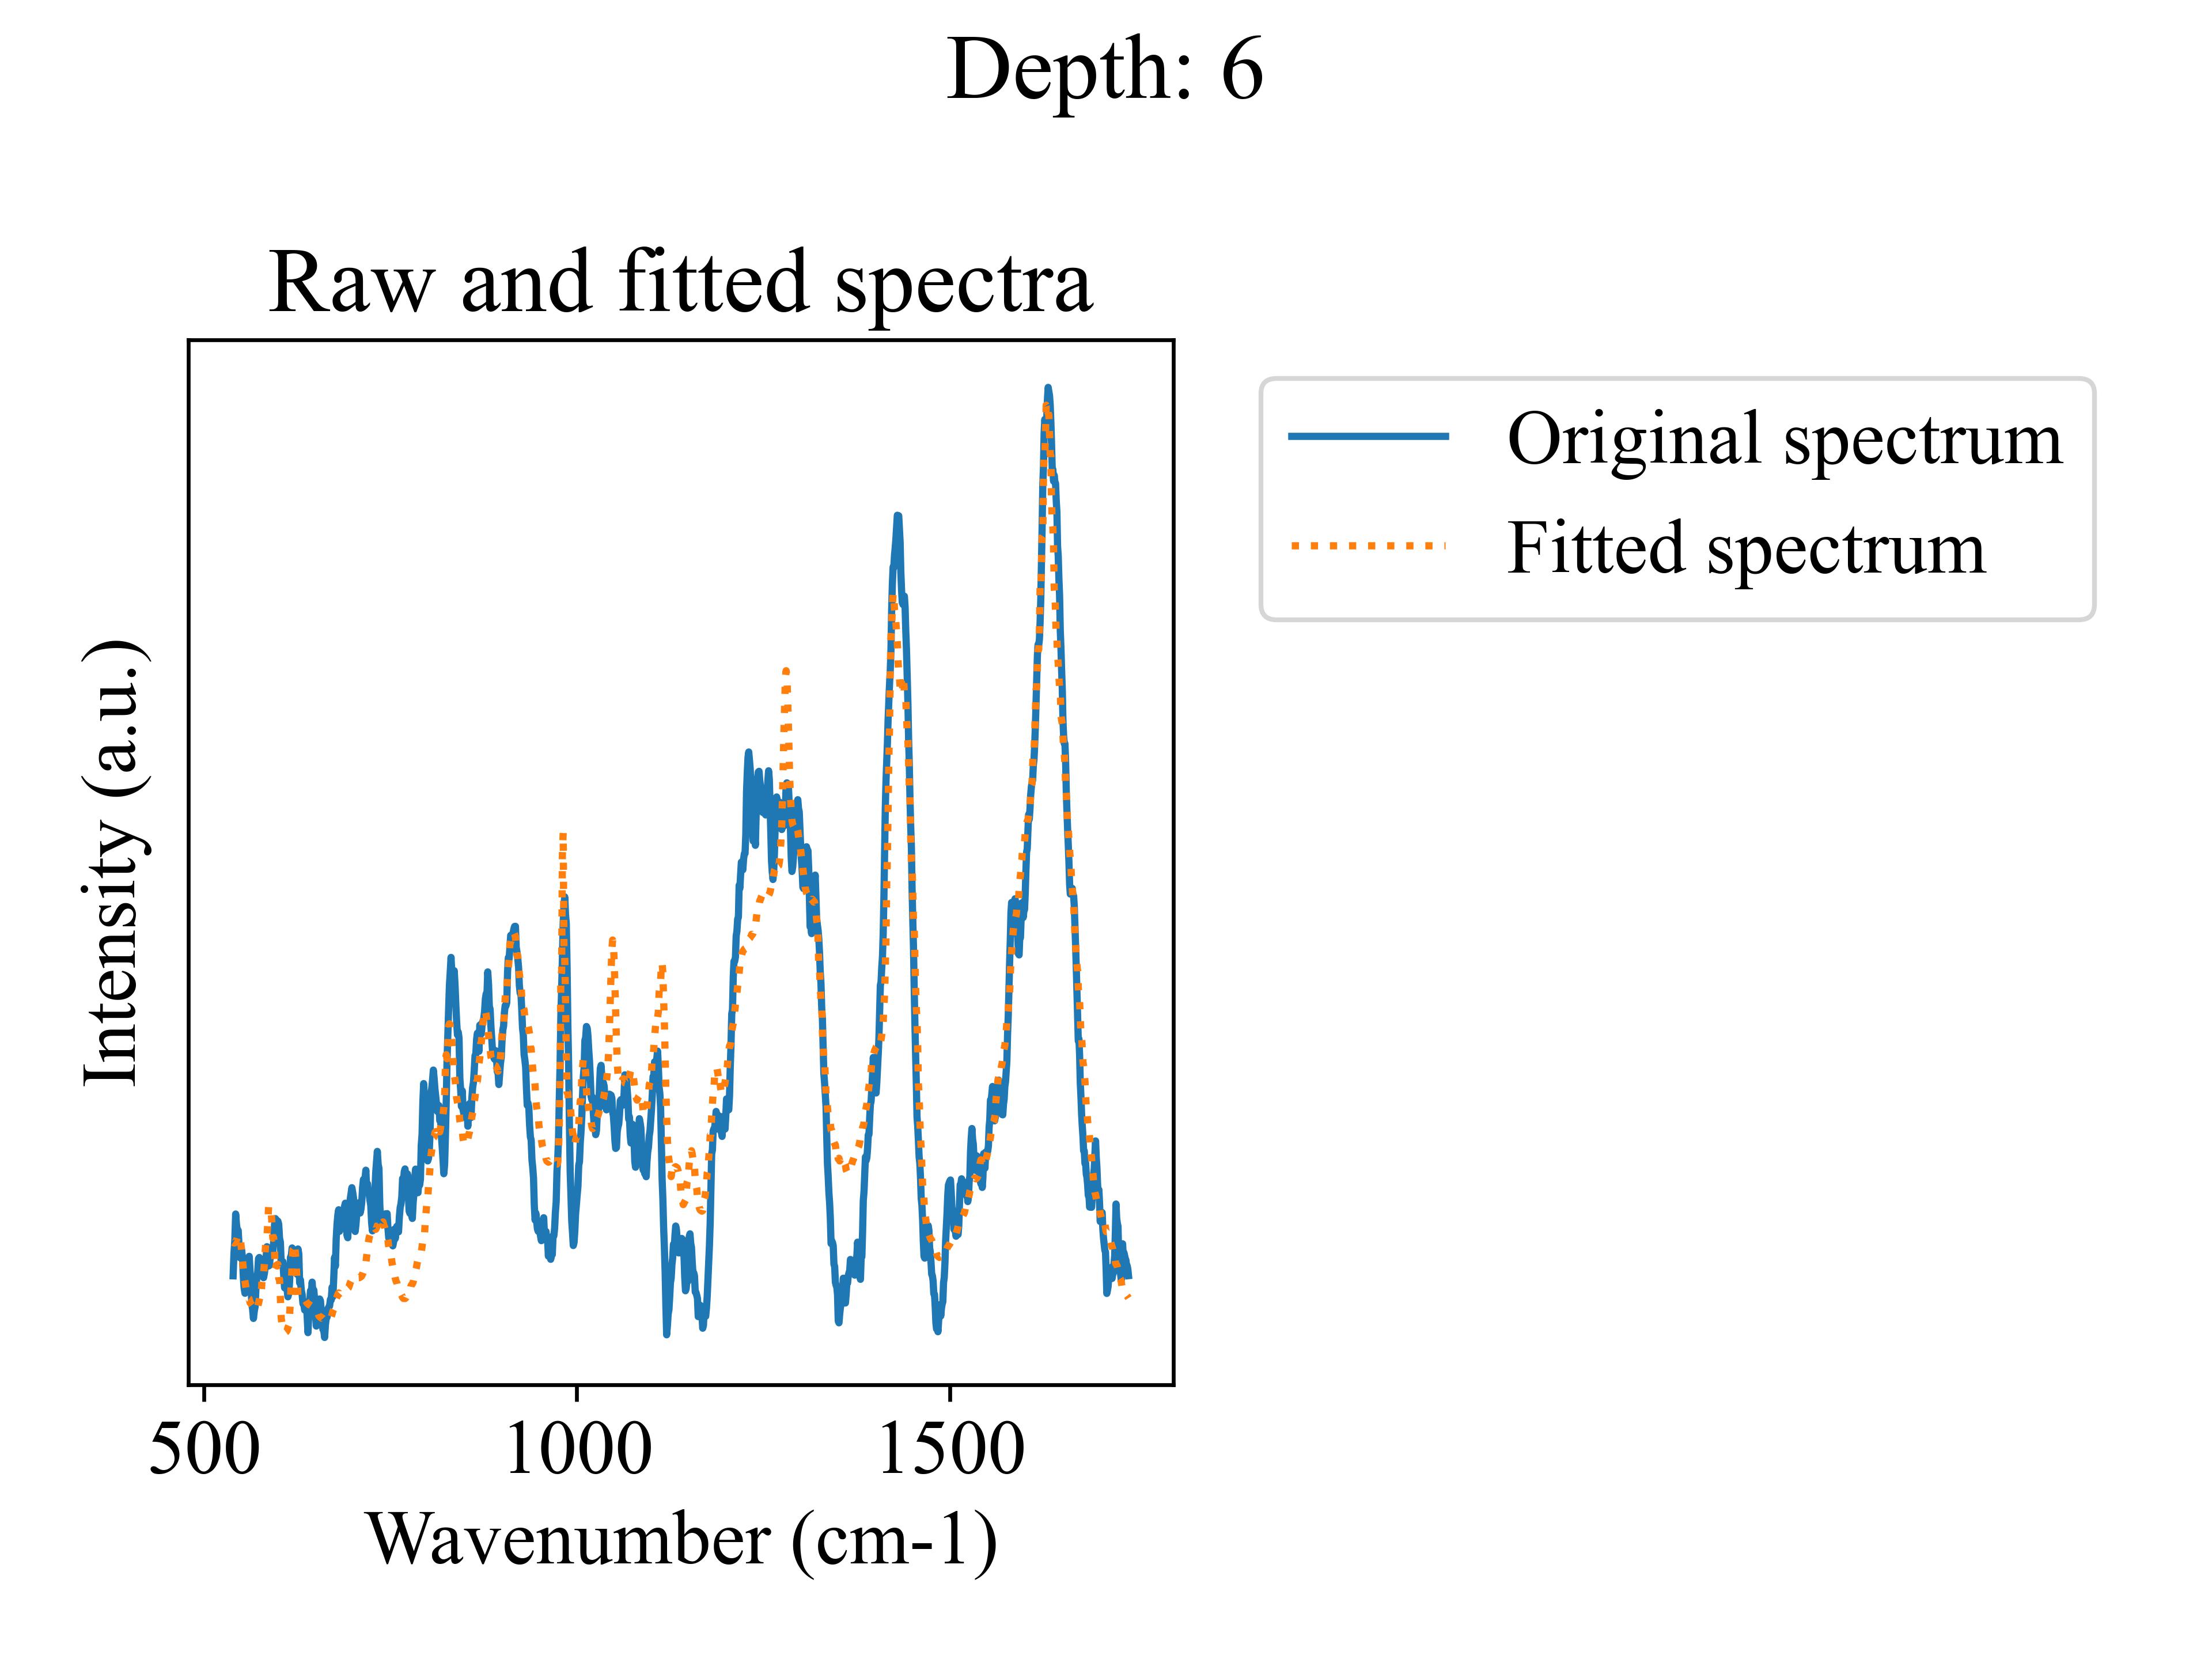 Depth: 6
Raw and fitted spectra
Original spectrum
Fitted spectrum
Intensity (a.u.)
500 1000 1500
Wavenumber (cm-1)